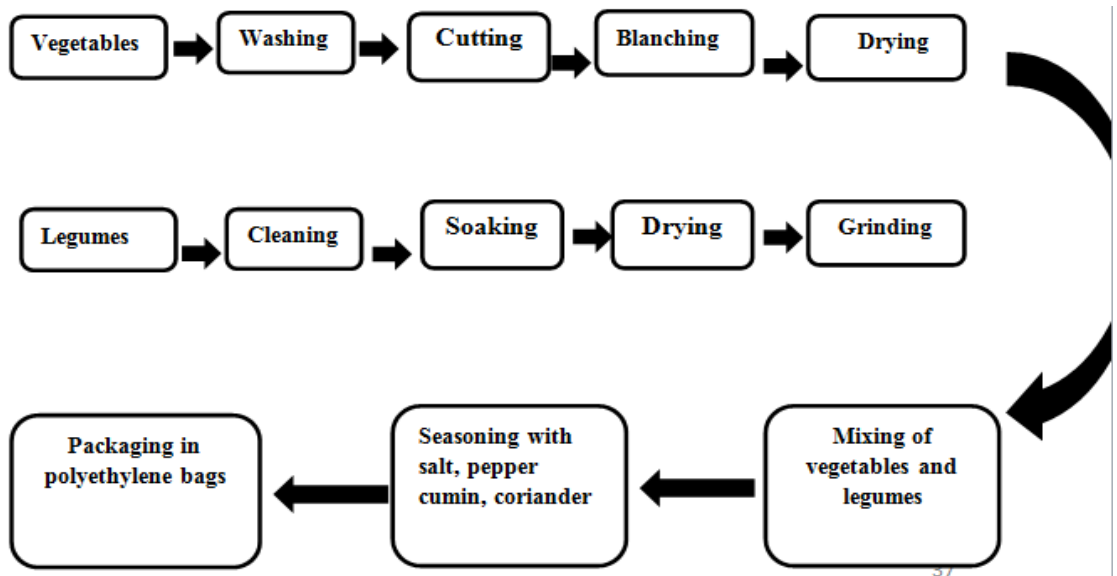 Vegetables
Washing
Cutting
Blanching
Drying
Legumes
Cleaning
Soaking
Drying
Grinding
Packaging in
polyethylene bags
Seasoning with
salt, pepper
cumin, coriander
Mixing of
vegetables and
legumes